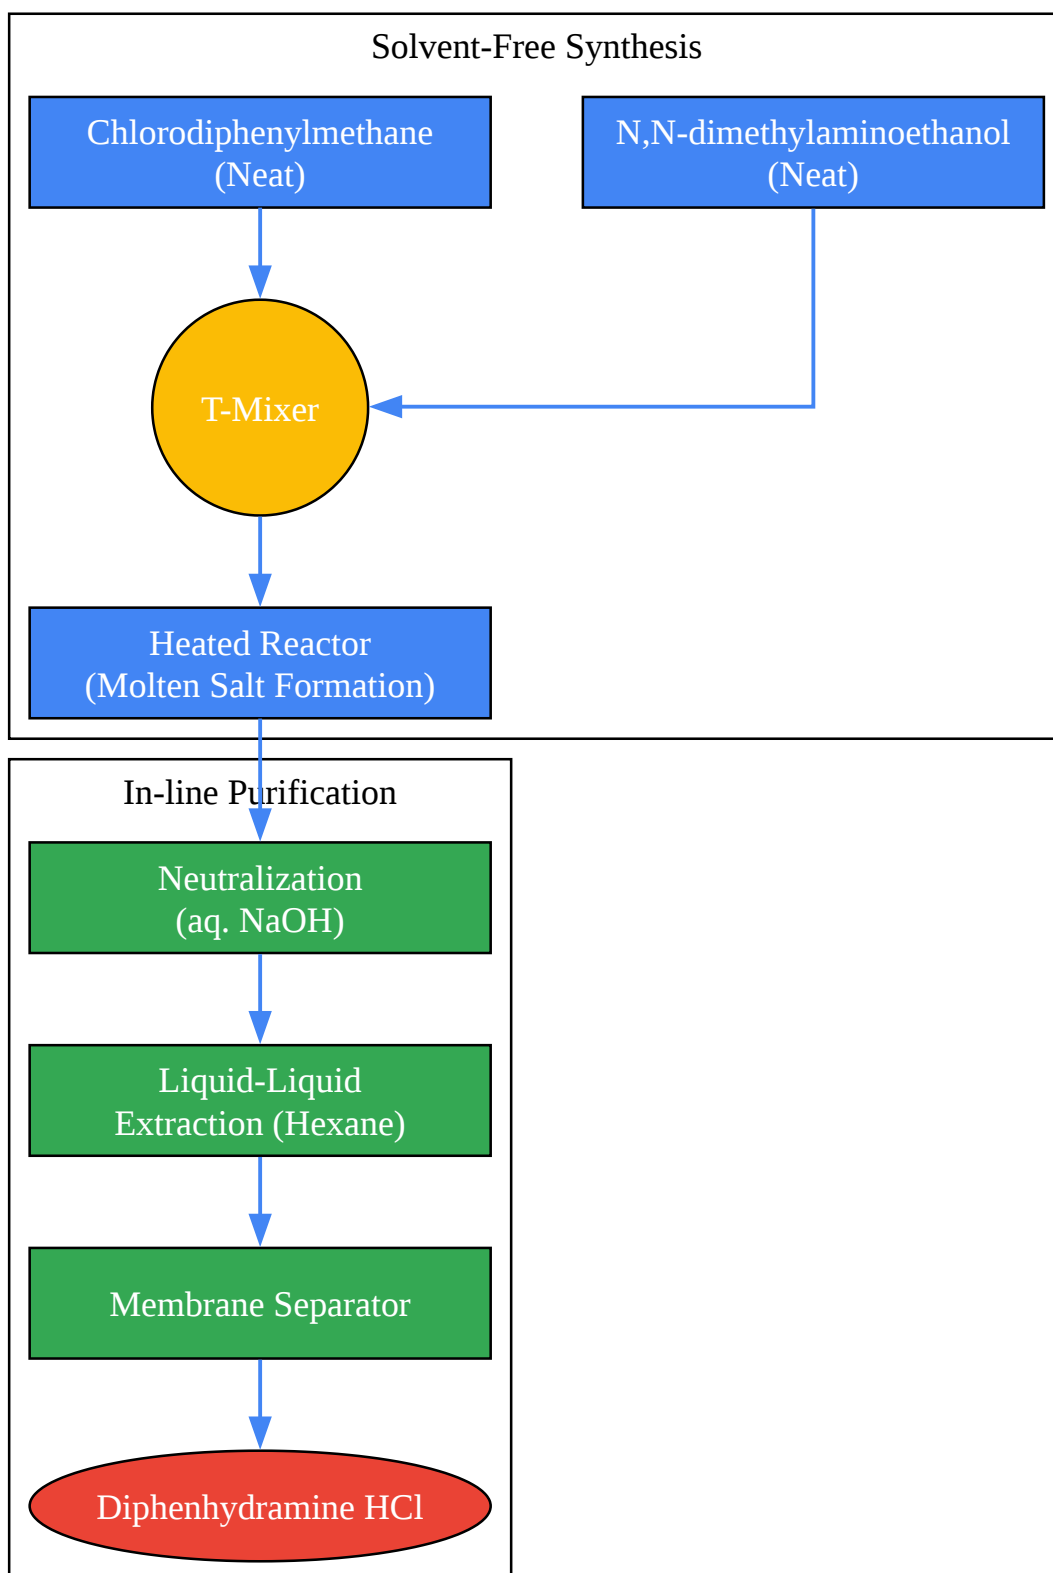 Solvent-Free Synthesis
Chlorodiphenylmethane
(Neat)
N,N-dimethylaminoethanol
(Neat)
T-Mixer
Heated Reactor
(Molten Salt Formation)
In-line Purification
Neutralization
(aq. NaOH)
Liquid-Liquid
Extraction (Hexane)
Membrane Separator
Diphenhydramine HCl